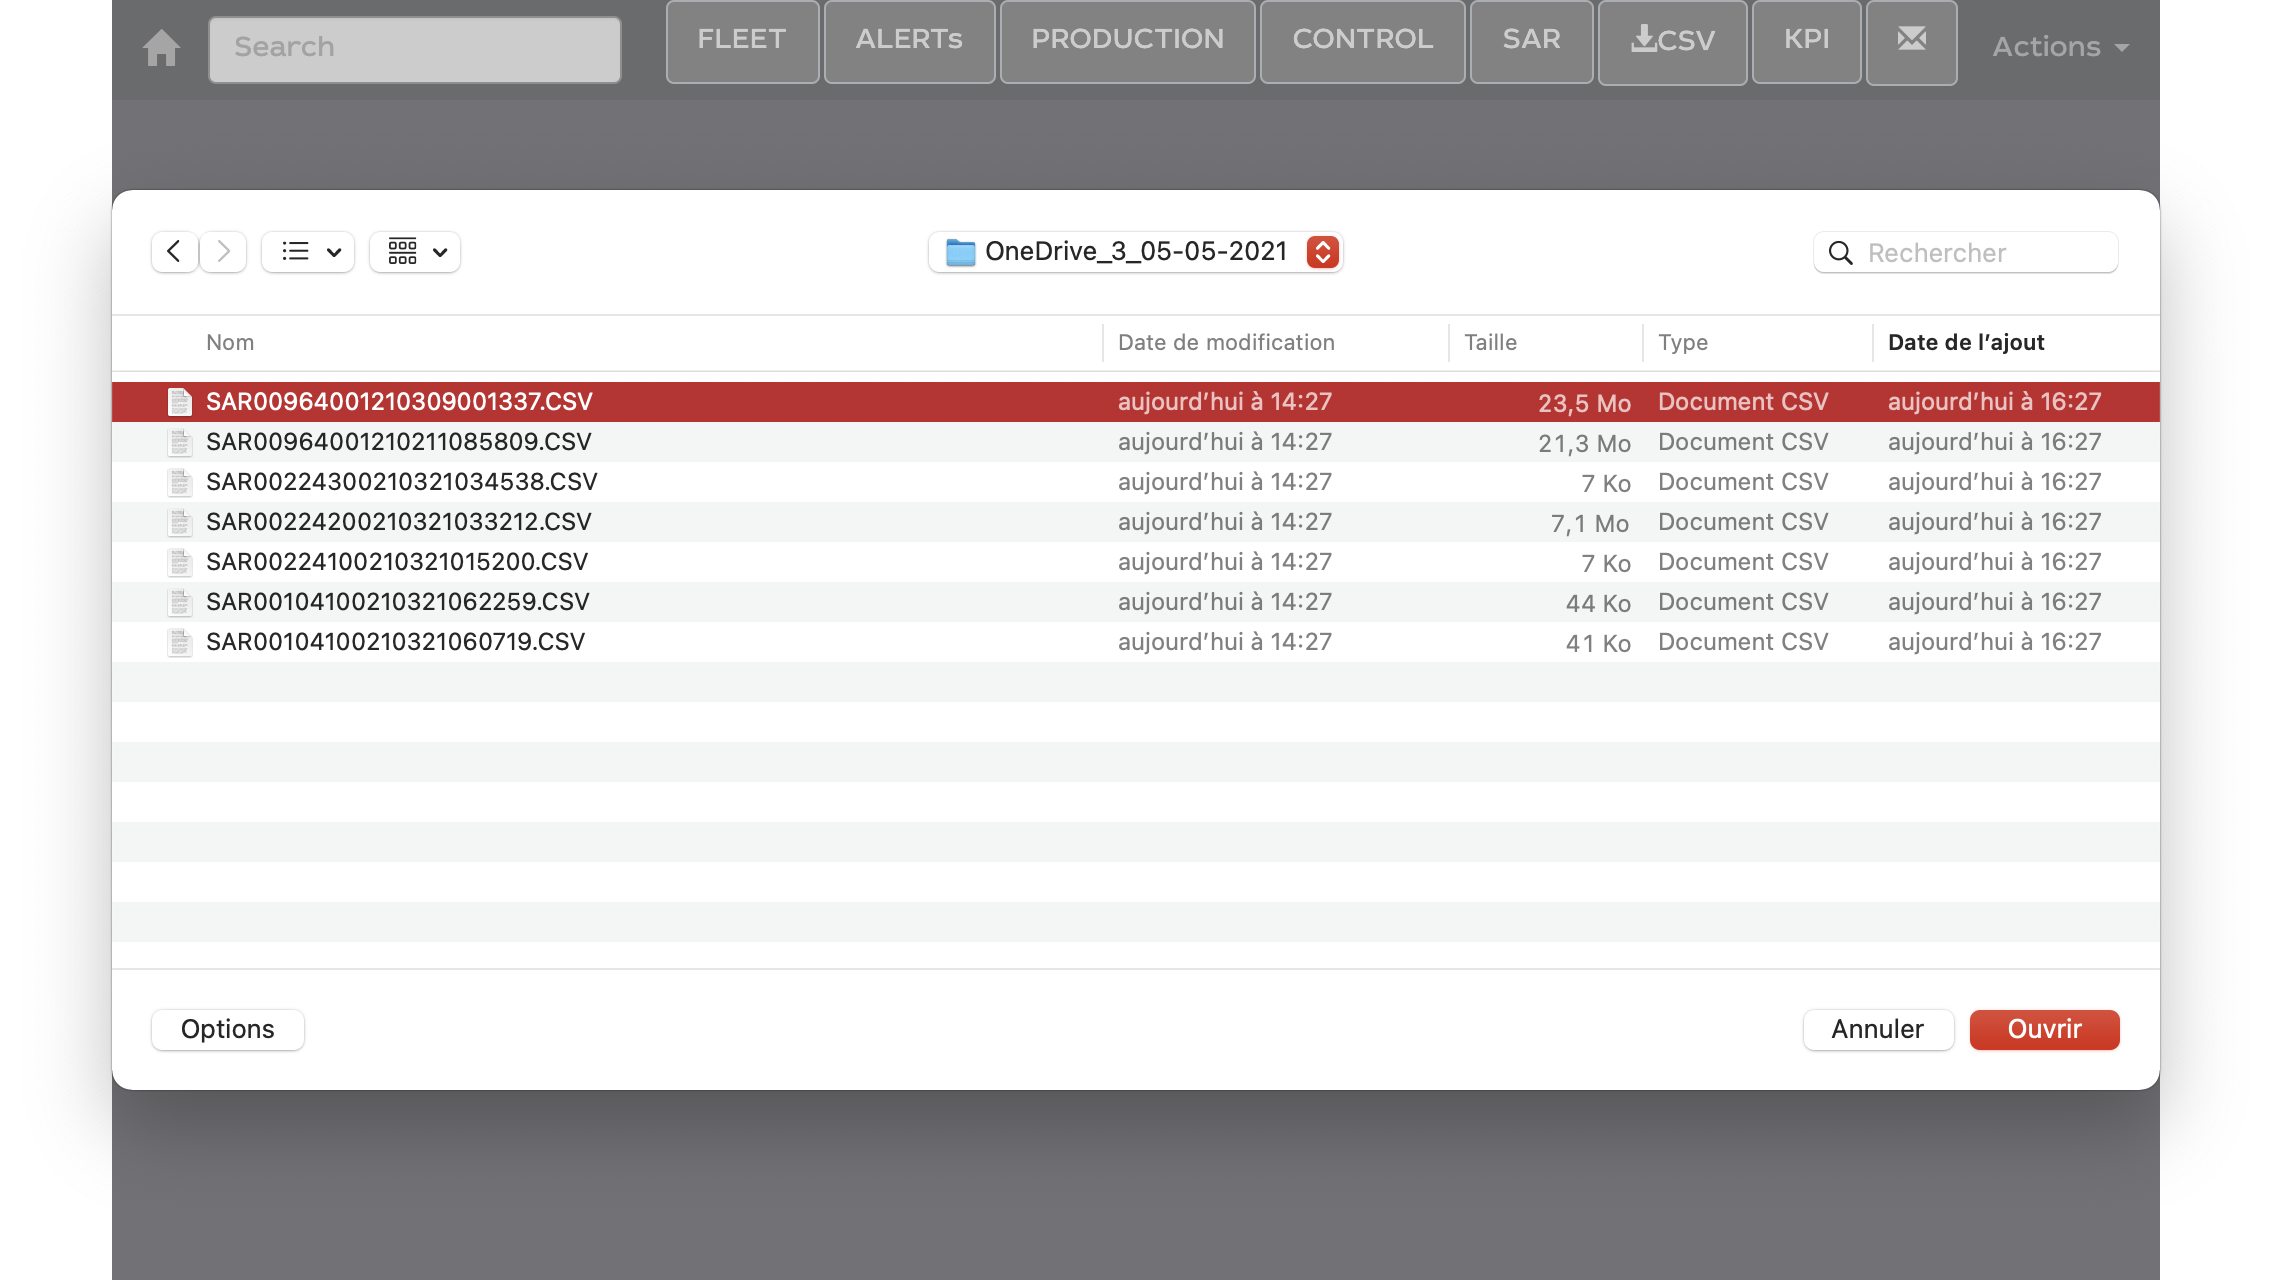 Search FLEET ALERTs PRODUCTION CONTROL SAR CSV KPI Actions
OneDrive_3_05-05-2021 Rechercher
Nom Date de modification Taille Type Date de l’ajout
SAR00964001210309001337.CSV aujourd’hui à 14:27 23,5 Mo Document CSV aujourd’hui à 16:27
SAR00964001210211085809.CSV aujourd’hui à 14:27 21,3 Mo Document CSV aujourd’hui à 16:27
SAR00224300210321034538.CSV aujourd’hui à 14:27 7 Ko Document CSV aujourd’hui à 16:27
SAR00224200210321033212.CSV aujourd’hui à 14:27 7,1 Mo Document CSV aujourd’hui à 16:27
SAR00224100210321015200.CSV aujourd’hui à 14:27 7 Ko Document CSV aujourd’hui à 16:27
SAR00104100210321062259.CSV aujourd’hui à 14:27 44 Ko Document CSV aujourd’hui à 16:27
SAR00104100210321060719.CSV aujourd’hui à 14:27 41 Ko Document CSV aujourd’hui à 16:27
Options Annuler Ouvrir